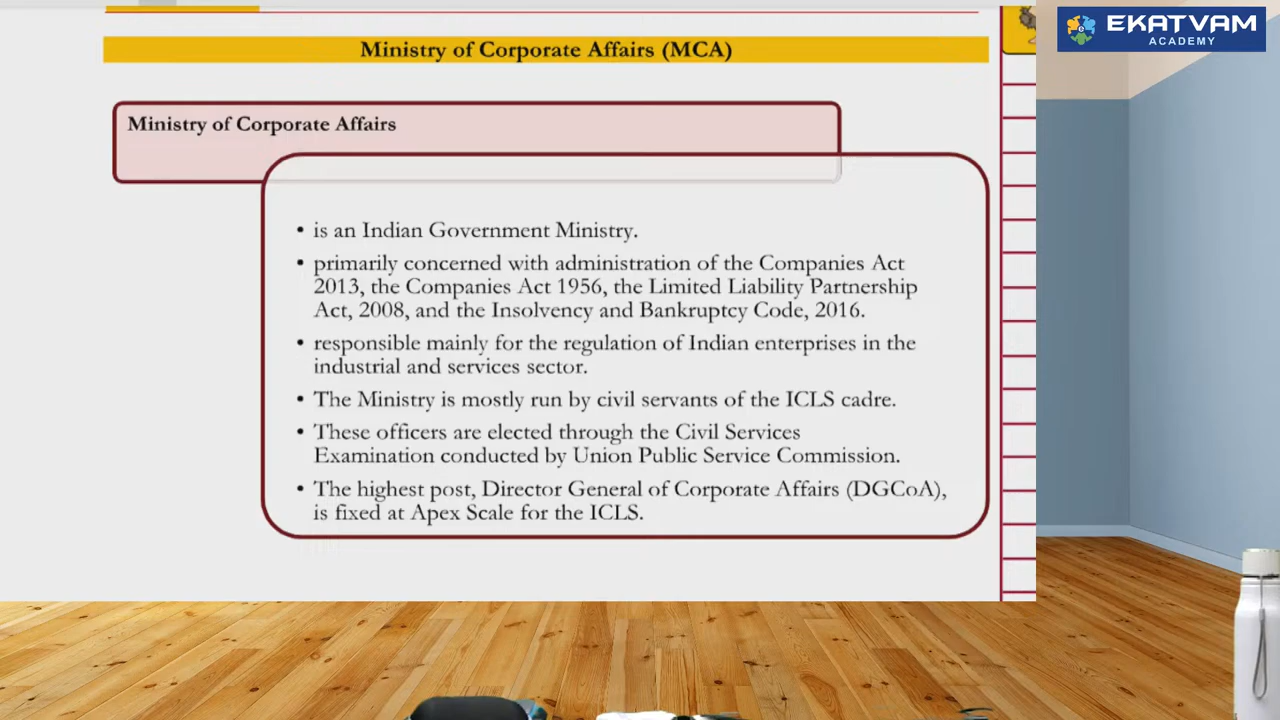 EKATVAM
ACADEMY
Ministry of Corporate Affairs (MCA)
Ministry of Corporate Affairs
• is an Indian Government Ministry.
• primarily concerned with administration of the Companies Act
2013, the Companies Act 1956, the Limited Liability Partnership
Act, 2008, and the Insolvency and Bankruptcy Code, 2016.
• responsible mainly for the regulation of Indian enterprises in the
industrial and services sector.
• The Ministry is mostly run by civil servants of the ICLS cadre.
• These officers are elected through the Civil Services
Examination conducted by Union Public Service Commission.
• The highest post, Director General of Corporate Affairs (DGCoA),
is fixed at Apex Scale for the ICLS.